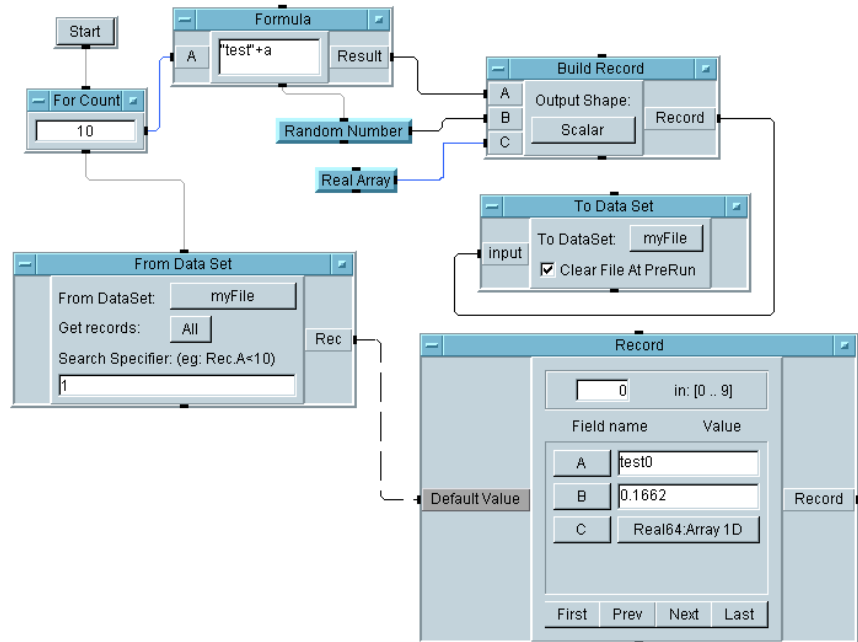 Start
For Count
10
Formula
A
"test"+a
Result
Random Number
Real Array
Build Record
A
B
C
Output Shape:
Scalar
Record
To Data Set
input
To DataSet: myFile
Clear File At PreRun
From Data Set
From DataSet: myFile
Get records: All
Search Specifier: (eg: Rec.A<10)
1
Rec
Record
0 in: [0 .. 9]
Field name Value
A test0
B 0.1662
C Real64:Array 1D
Default Value
Record
First Prev Next Last